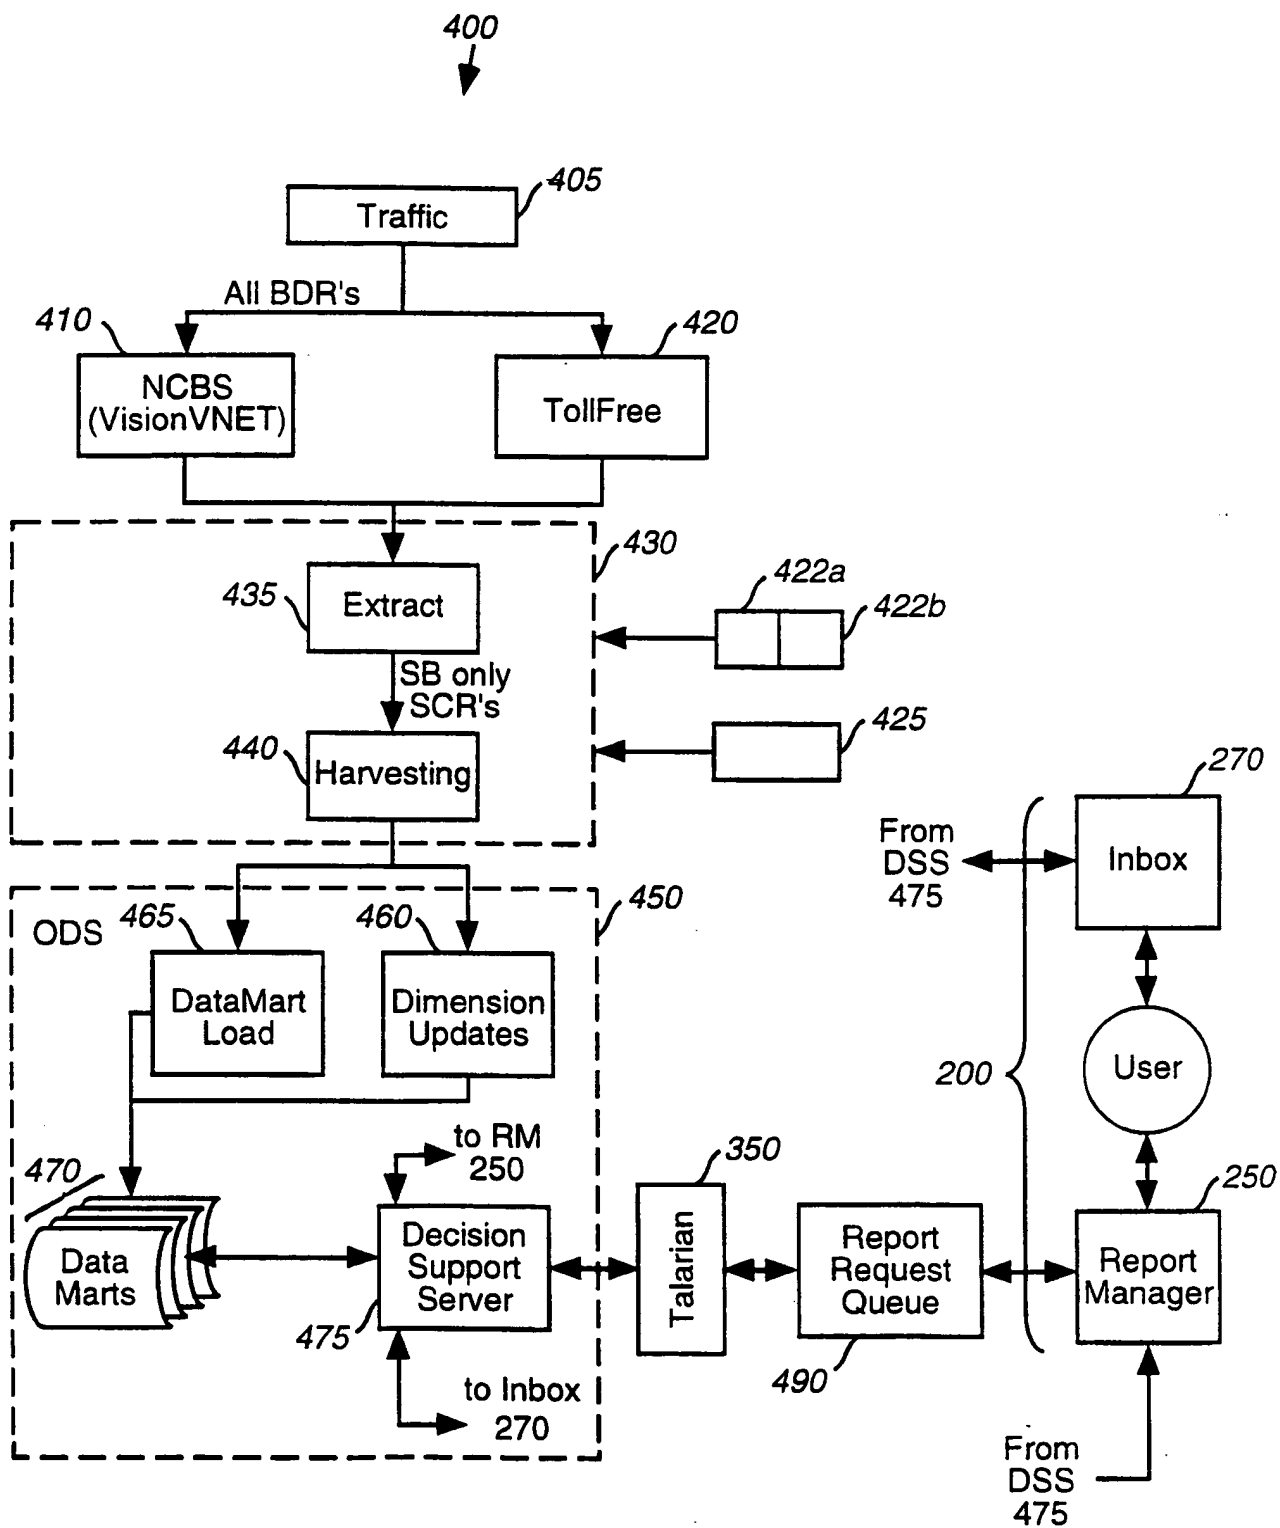 400
405
Traffic
All BDR's
410
420
NCBS
(VisionVNET)
TollFree
430
435
Extract
422a
422b
SB only
SCR's
425
440
Harvesting
270
From
DSS
475
Inbox
ODS
465
460
450
DataMart
Load
Dimension
Updates
200
User
to RM
250
350
250
470
Data
Marts
Decision
Support
Server
475
Talarian
Report
Request
Queue
490
Report
Manager
to Inbox
270
From
DSS
475